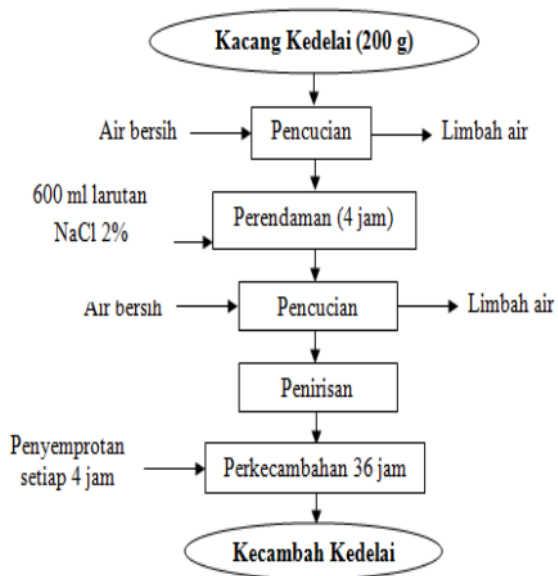 Kacang Kedelai (200 g)
Air bersih
Pencucian
Limbah air
600 ml larutan
NaCl 2%
Perendaman (4 jam)
Air bersih
Pencucian
Limbah air
Penirisan
Penyemprotan
setiap 4 jam
Perkecambahan 36 jam
Kecambah Kedelai